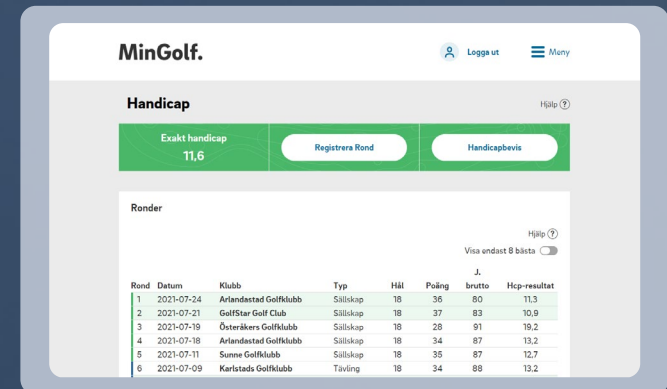 MinGolf.
Logga ut
Meny
Handicap
Hjälp ?
Exakt handicap
11,6
Registrera Rond
Handicapbevis
Ronder
Hjälp ?
Visa endast 8 bästa
J.
Rond Datum Klubb Typ Hål Poäng brutto Hcp-resultat
1 2021-07-24 Arlandastad Golfklubb Sällskap 18 36 80 11,3
2 2021-07-21 GolfStar Golf Club Sällskap 18 37 83 10,9
3 2021-07-19 Österåkers Golfklubb Sällskap 18 28 91 19,2
4 2021-07-18 Arlandastad Golfklubb Sällskap 18 34 87 13,2
5 2021-07-11 Sunne Golfklubb Sällskap 18 35 87 12,7
6 2021-07-09 Karlstads Golfklubb Tävling 18 34 88 13,2